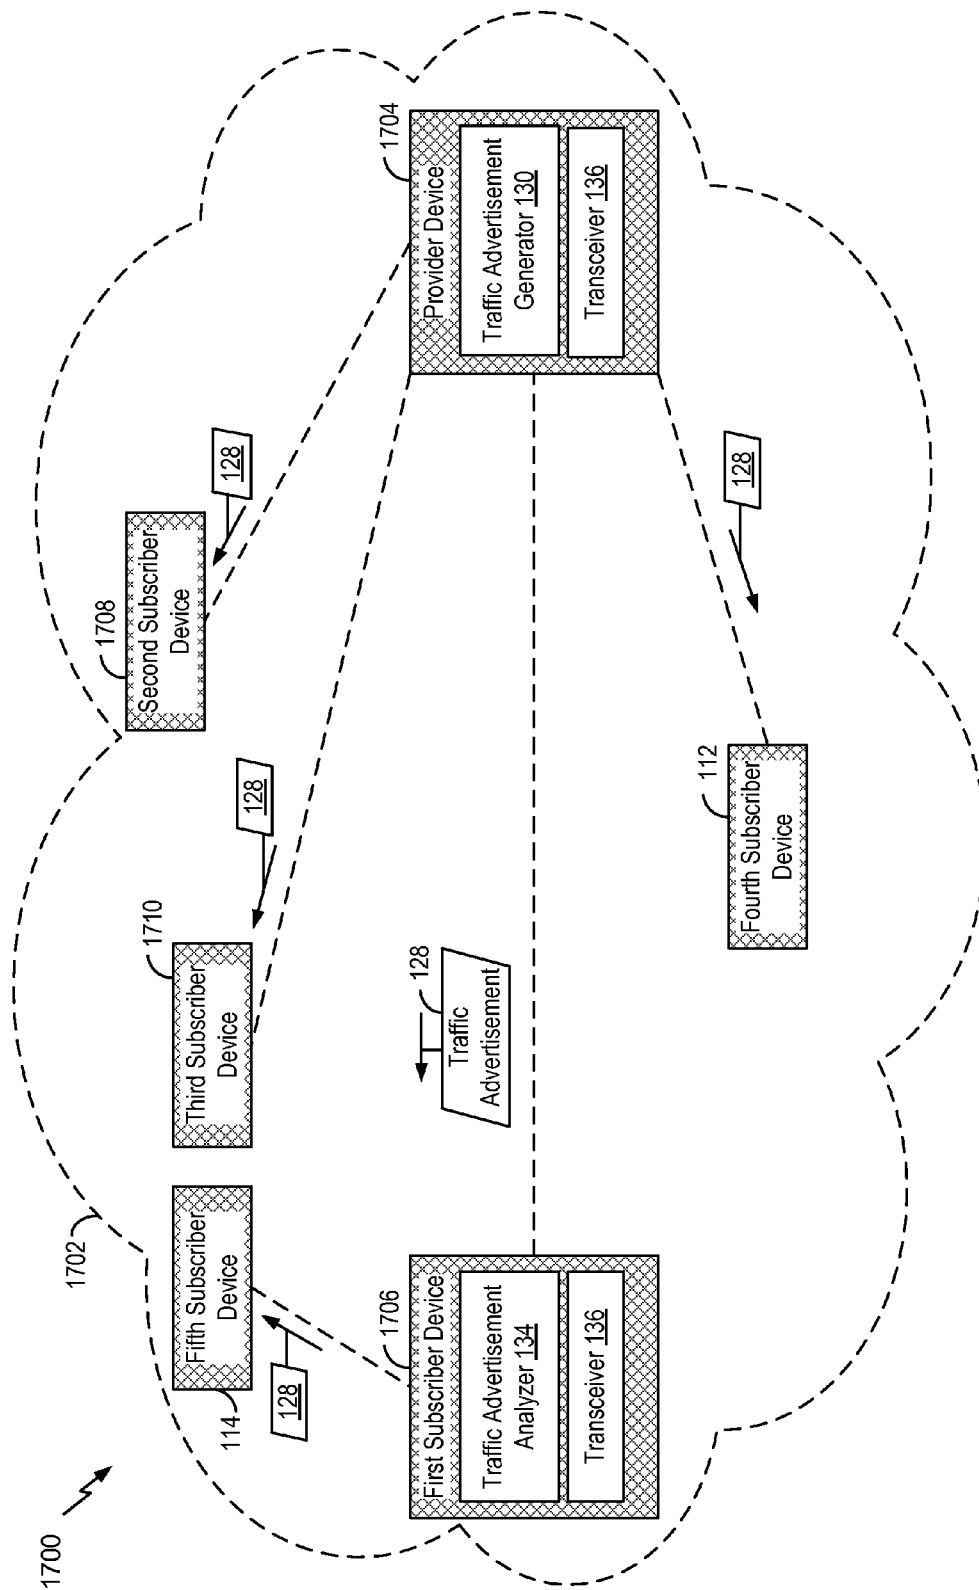 1700
1702
114
Fifth Subscriber
Device
128
1710
Third Subscriber
Device
128
1708
Second Subscriber
Device
128
1706
First Subscriber Device
Traffic Advertisement
Analyzer 134
Transceiver 136
128
Traffic
Advertisement
1704
Provider Device
Traffic Advertisement
Generator 130
Transceiver 136
112
Fourth Subscriber
Device
128